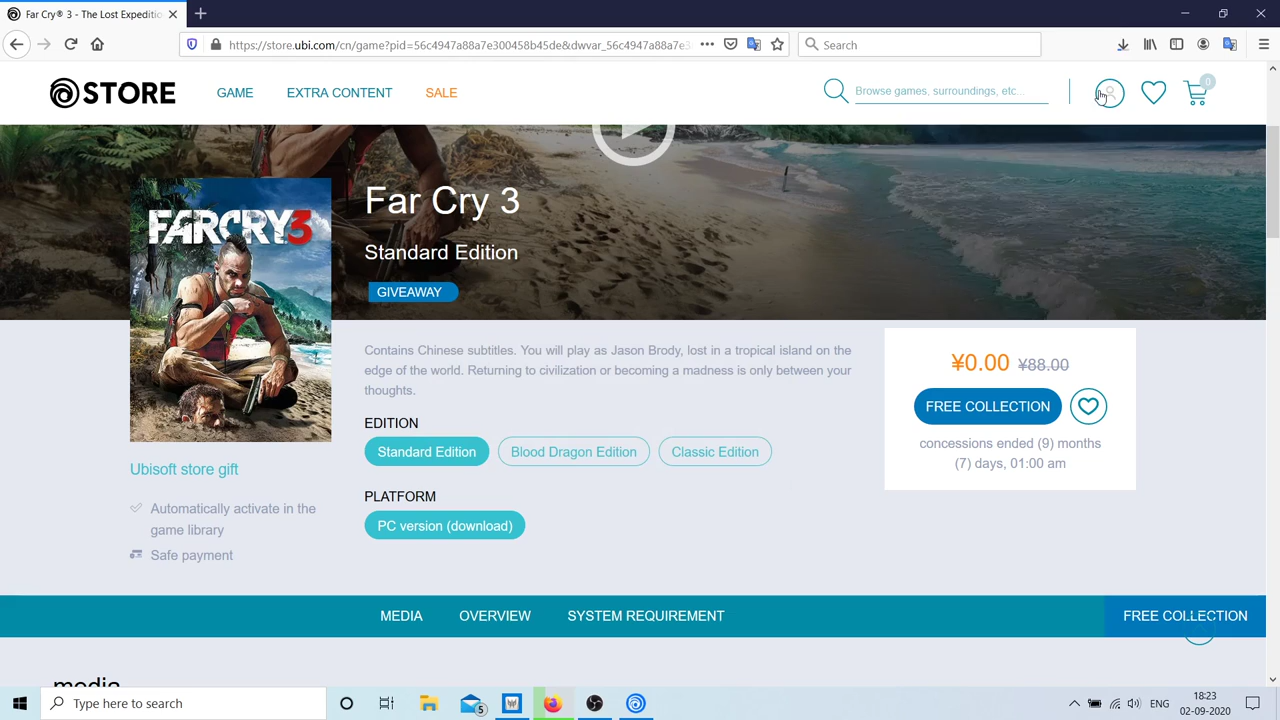 Far Cry® 3 - The Lost Expeditio
https://store.ubi.com/cn/game?pid=56c4947a88a7e300458b45de&dwvar_56c4947a88a7e3
Search
STORE
GAME
EXTRA CONTENT
SALE
Browse games, surroundings, etc...
0
FARCRY3
Far Cry 3
Standard Edition
GIVEAWAY
Contains Chinese subtitles. You will play as Jason Brody, lost in a tropical island on the
edge of the world. Returning to civilization or becoming a madness is only between your
thoughts.
¥0.00 ¥88.00
FREE COLLECTION
concessions ended (9) months
(7) days, 01:00 am
EDITION
Standard Edition
Blood Dragon Edition
Classic Edition
PLATFORM
PC version (download)
Ubisoft store gift
Automatically activate in the
game library
Safe payment
MEDIA
OVERVIEW
SYSTEM REQUIREMENT
FREE COLLECTION
media
Type here to search
5
ENG
18:23
02-09-2020